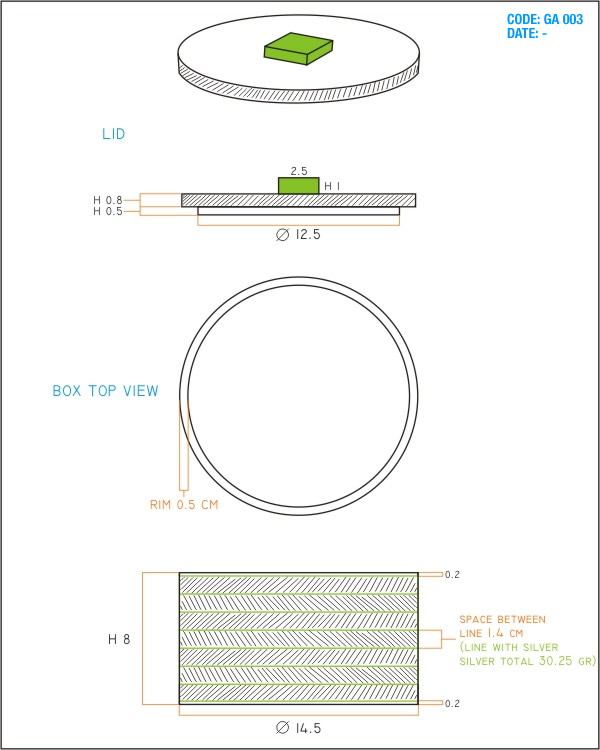 CODE: GA 003
DATE: -
LID
2.5
H 1
H 0.8
H 0.5
Ø 12.5
BOX TOP VIEW
RIM 0.5 CM
0.2
H 8
SPACE BETWEEN
LINE 1.4 CM
(LINE WITH SILVER
SILVER TOTAL 30.25 GR)
0.2
Ø 14.5